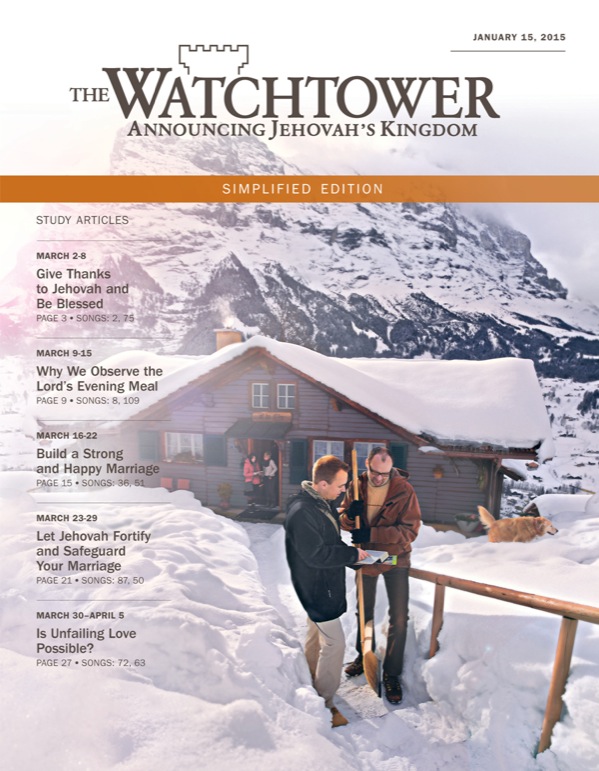 JANUARY 15, 2015
THE WATCHTOWER
ANNOUNCING JEHOVAH'S KINGDOM
SIMPLIFIED EDITION
STUDY ARTICLES
MARCH 2-8
Give Thanks
to Jehovah and
Be Blessed
PAGE 3 • SONGS: 2, 75
MARCH 9-15
Why We Observe the
Lord's Evening Meal
PAGE 9 • SONGS: 8, 109
MARCH 16-22
Build a Strong
and Happy Marriage
PAGE 15 • SONGS: 36, 51
MARCH 23-29
Let Jehovah Fortify
and Safeguard
Your Marriage
PAGE 21 • SONGS: 87, 50
MARCH 30–APRIL 5
Is Unfailing Love
Possible?
PAGE 27 • SONGS: 72, 63